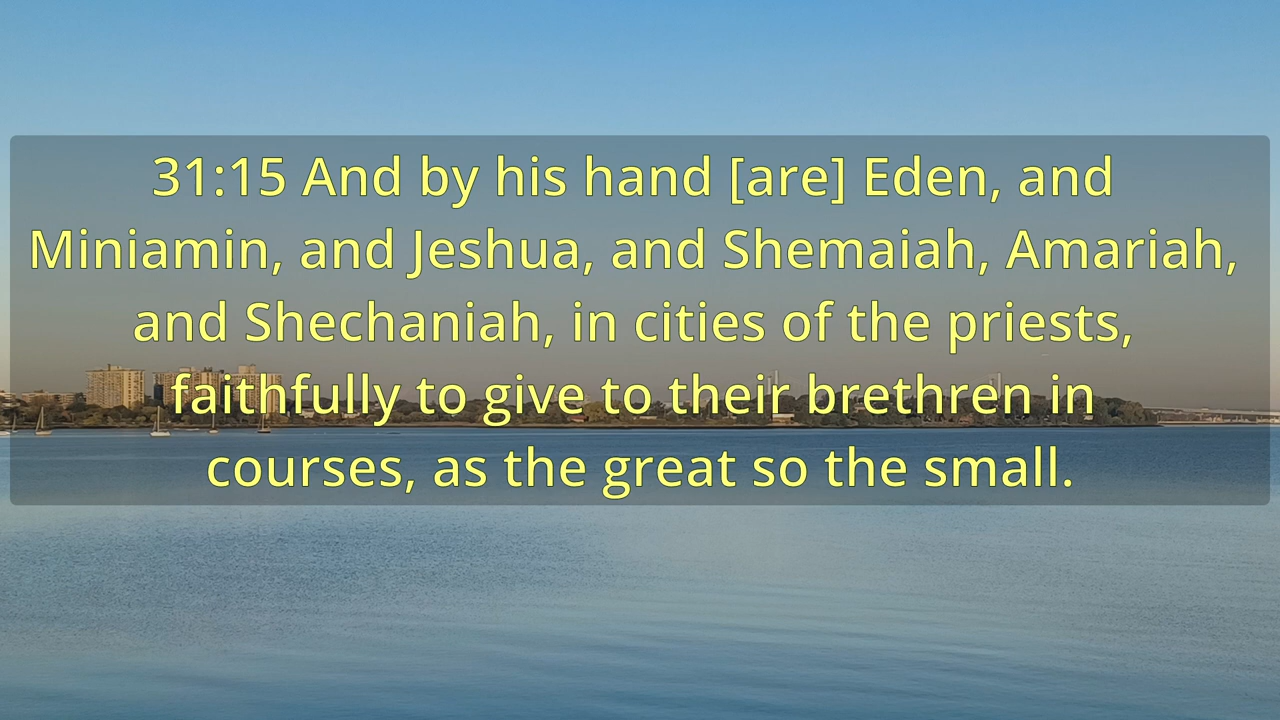 31:15 And by his hand [are] Eden, and
Miniamin, and Jeshua, and Shemaiah, Amariah,
and Shechaniah, in cities of the priests,
faithfully to give to their brethren in
courses, as the great so the small.